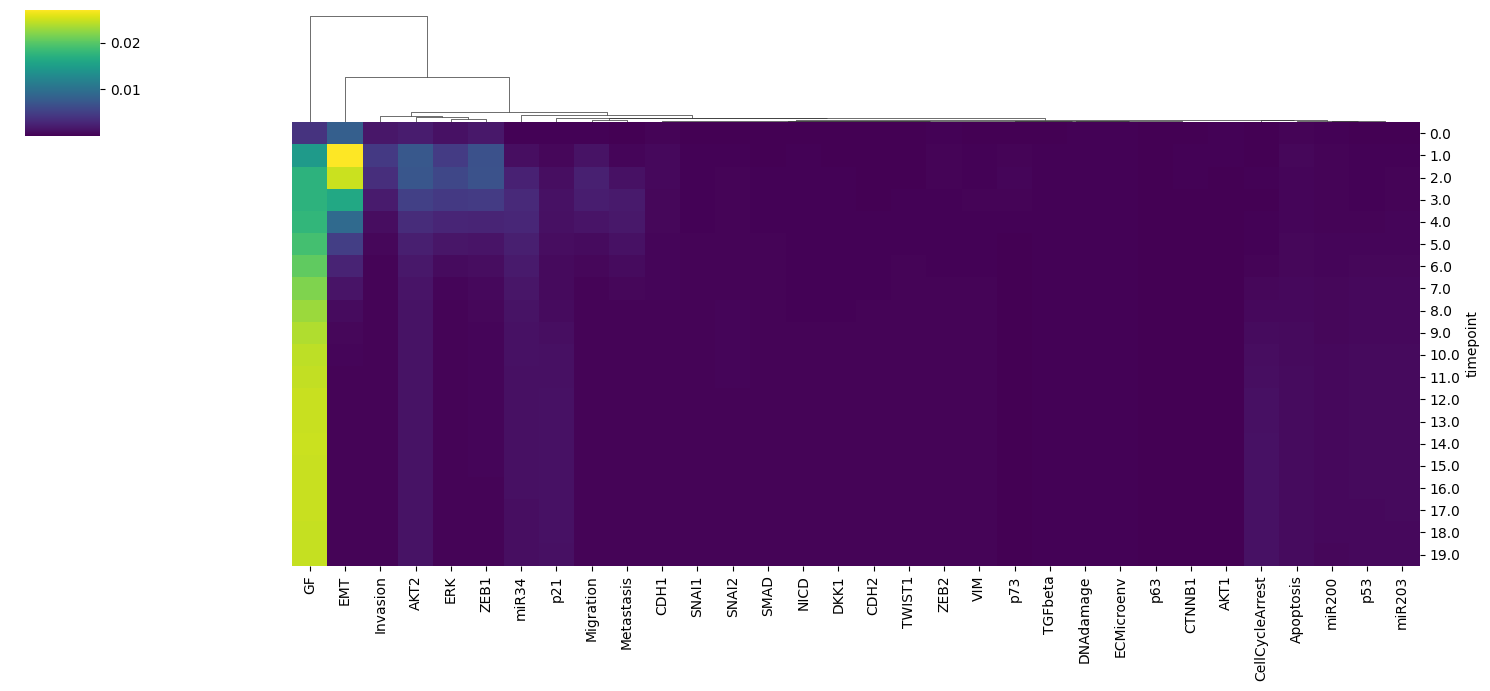 0.02
0.01
0.0
1.0
2.0
3.0
4.0
5.0
6.0
7.0
8.0
9.0
10.0
11.0
12.0
13.0
14.0
15.0
16.0
17.0
18.0
19.0
timepoint
GF
EMT
Invasion
AKT2
ERK
ZEB1
miR34
p21
Migration
Metastasis
CDH1
SNAI1
SNAI2
SMAD
NICD
DKK1
CDH2
TWIST1
ZEB2
VIM
p73
TGFbeta
DNAdamage
ECMicroenv
p63
CTNNB1
AKT1
CellCycleArrest
Apoptosis
miR200
p53
miR203